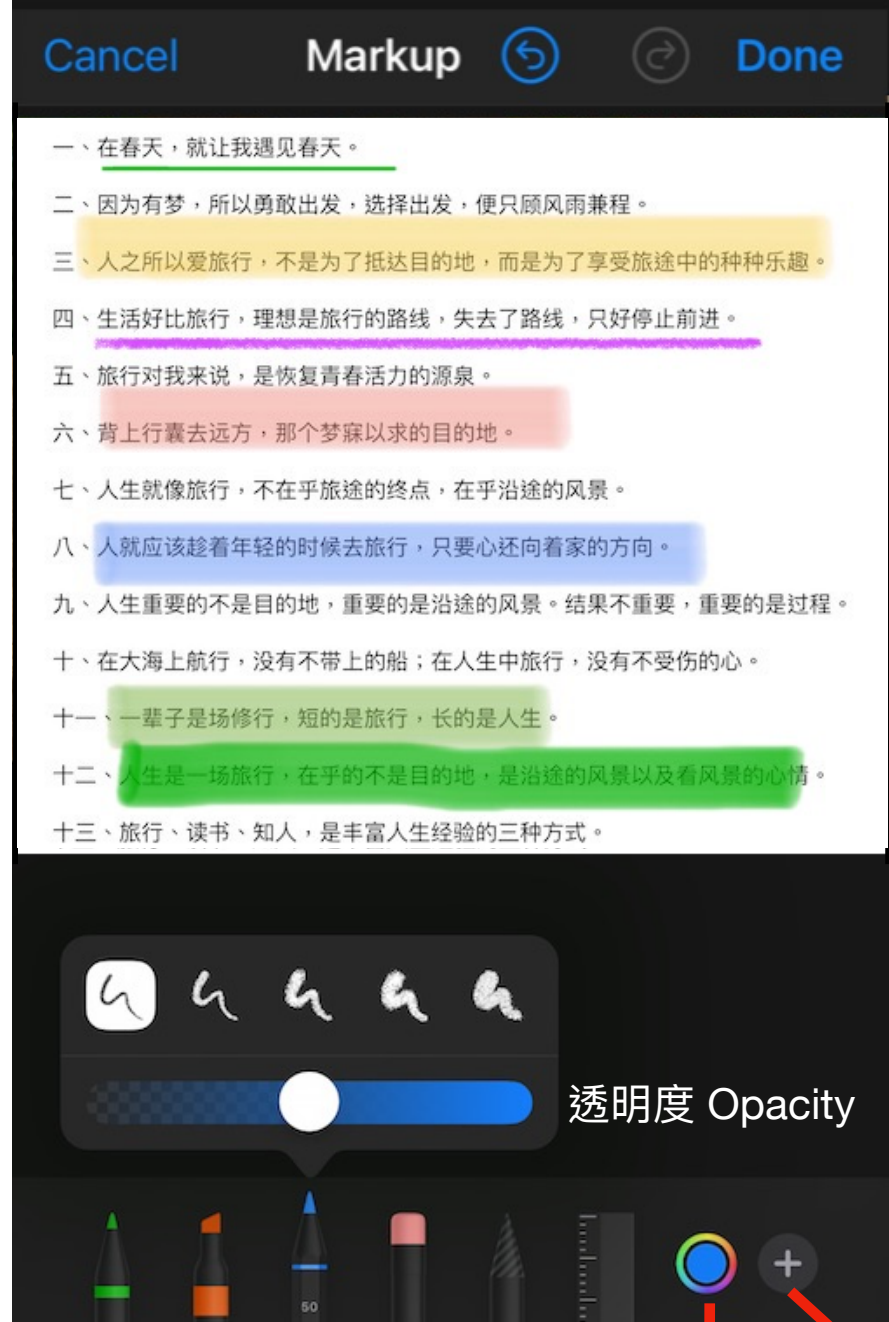 Cancel Markup Done
一、在春天，就让我遇见春天。
二、因为有梦，所以勇敢出发，选择出发，便只顾风雨兼程。
三、人之所以爱旅行，不是为了抵达目的地，而是为了享受旅途中的种种乐趣。
四、生活好比旅行，理想是旅行的路线，失去了路线，只好停止前进。
五、旅行对我来说，是恢复青春活力的源泉。
六、背上行囊去远方，那个梦寐以求的目的地。
七、人生就像旅行，不在乎旅途的终点，在乎沿途的风景。
八、人就应该趁着年轻的时候去旅行，只要心还向着家的方向。
九、人生重要的不是目的地，重要的是沿途的风景。结果不重要，重要的是过程。
十、在大海上航行，没有不带上的船；在人生中旅行，没有不受伤的心。
十一、一辈子是场修行，短的是旅行，长的是人生。
十二、人生是一场旅行，在乎的不是目的地，是沿途的风景以及看风景的心情。
十三、旅行、读书、知人，是丰富人生经验的三种方式。
透明度 Opacity
50